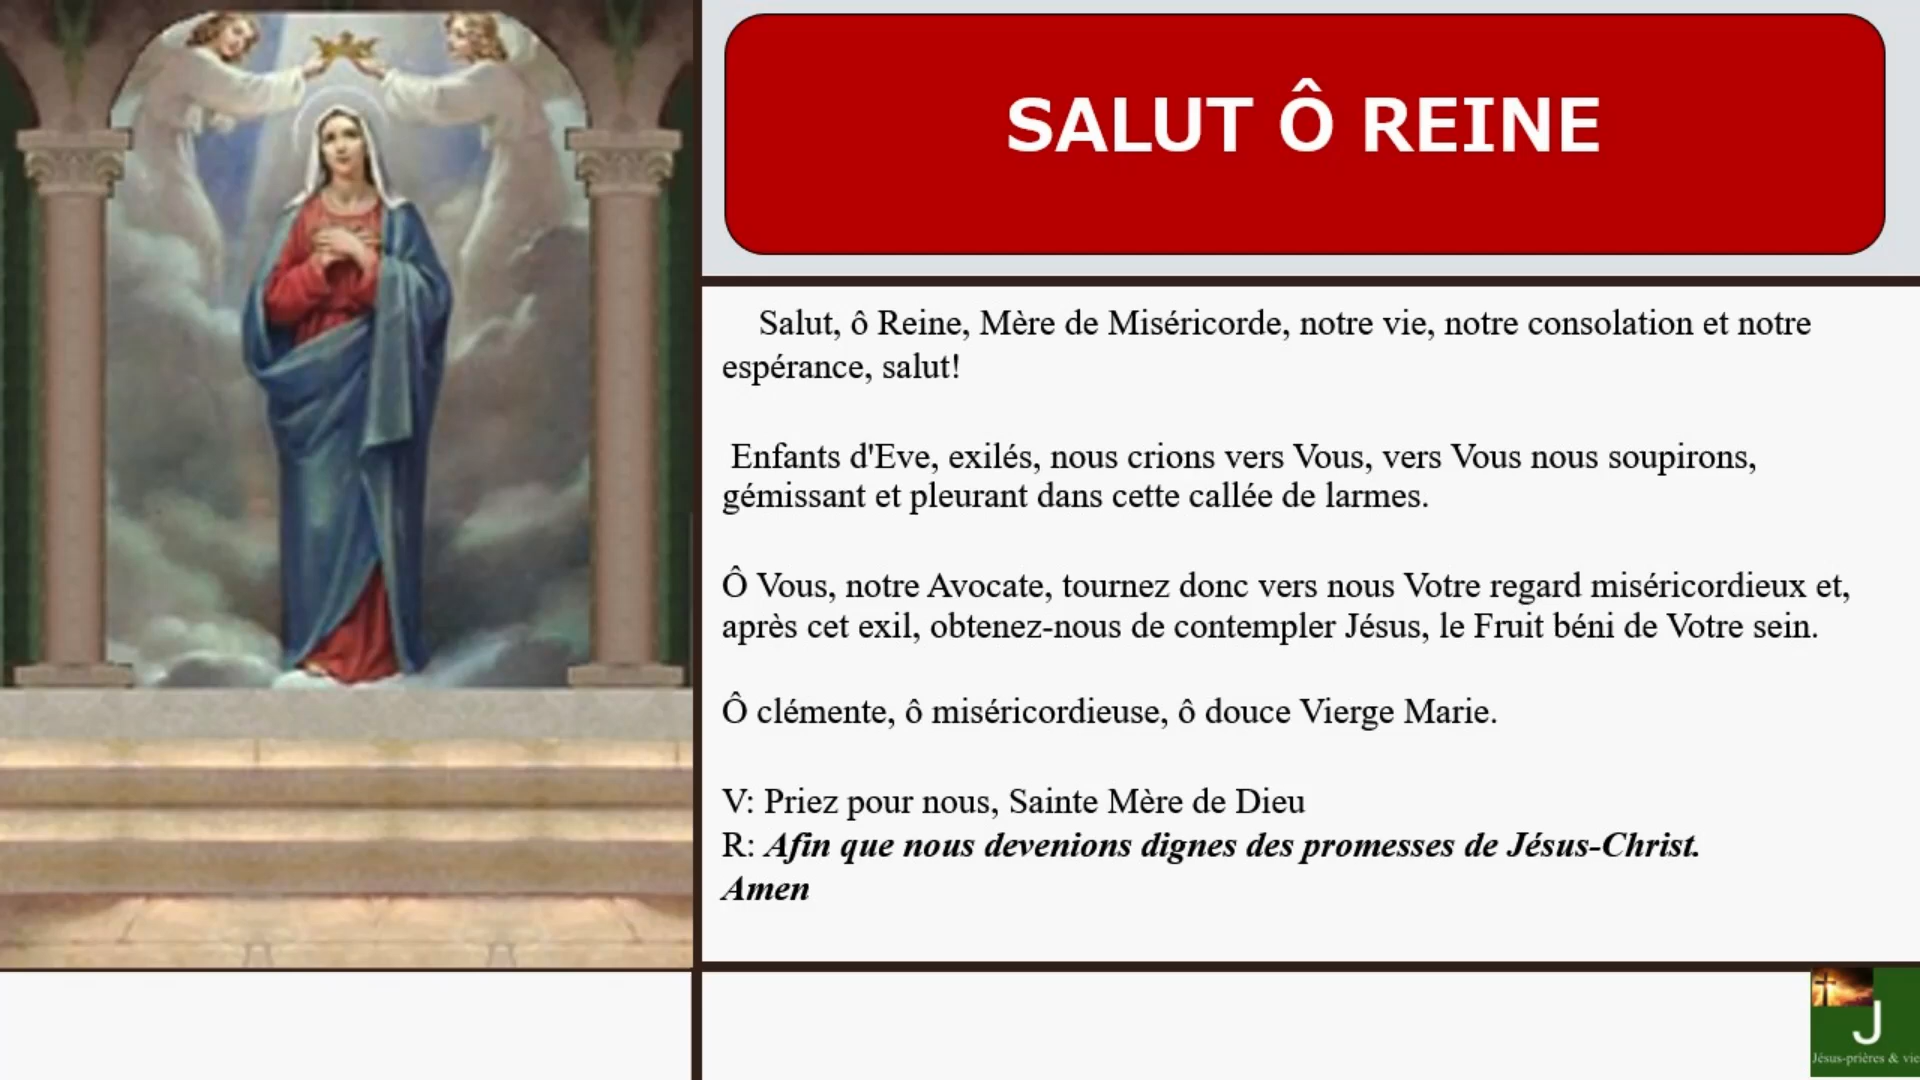 SALUT Ô REINE
Salut, ô Reine, Mère de Miséricorde, notre vie, notre consolation et notre
espérance, salut!
Enfants d'Eve, exilés, nous crions vers Vous, vers Vous nous soupirons,
gémissant et pleurant dans cette callée de larmes.
Ô Vous, notre Avocate, tournez donc vers nous Votre regard miséricordieux et,
après cet exil, obtenez-nous de contempler Jésus, le Fruit béni de Votre sein.
Ô clémente, ô miséricordieuse, ô douce Vierge Marie.
V: Priez pour nous, Sainte Mère de Dieu
R: Afin que nous devenions dignes des promesses de Jésus-Christ.
Amen
J
Jésus-prières & vie